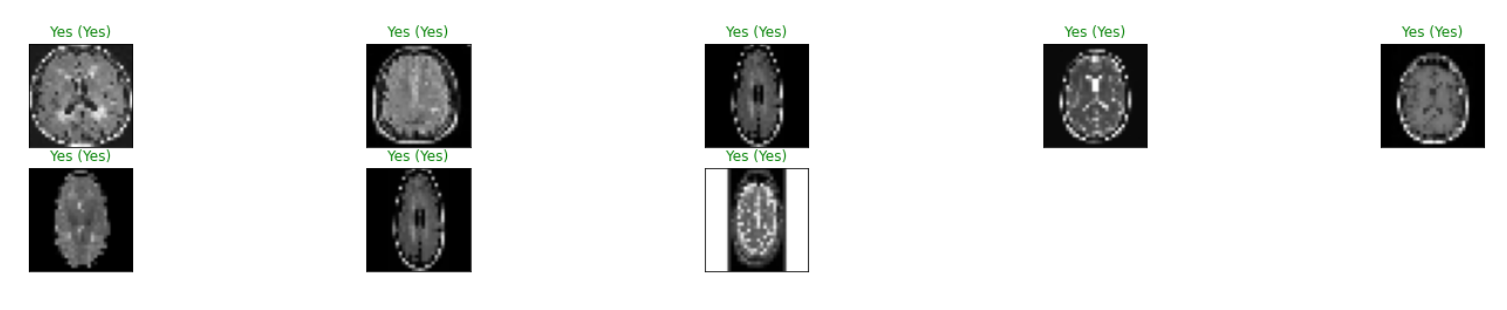 Yes (Yes) Yes (Yes) Yes (Yes) Yes (Yes) Yes (Yes)
Yes (Yes) Yes (Yes) Yes (Yes)